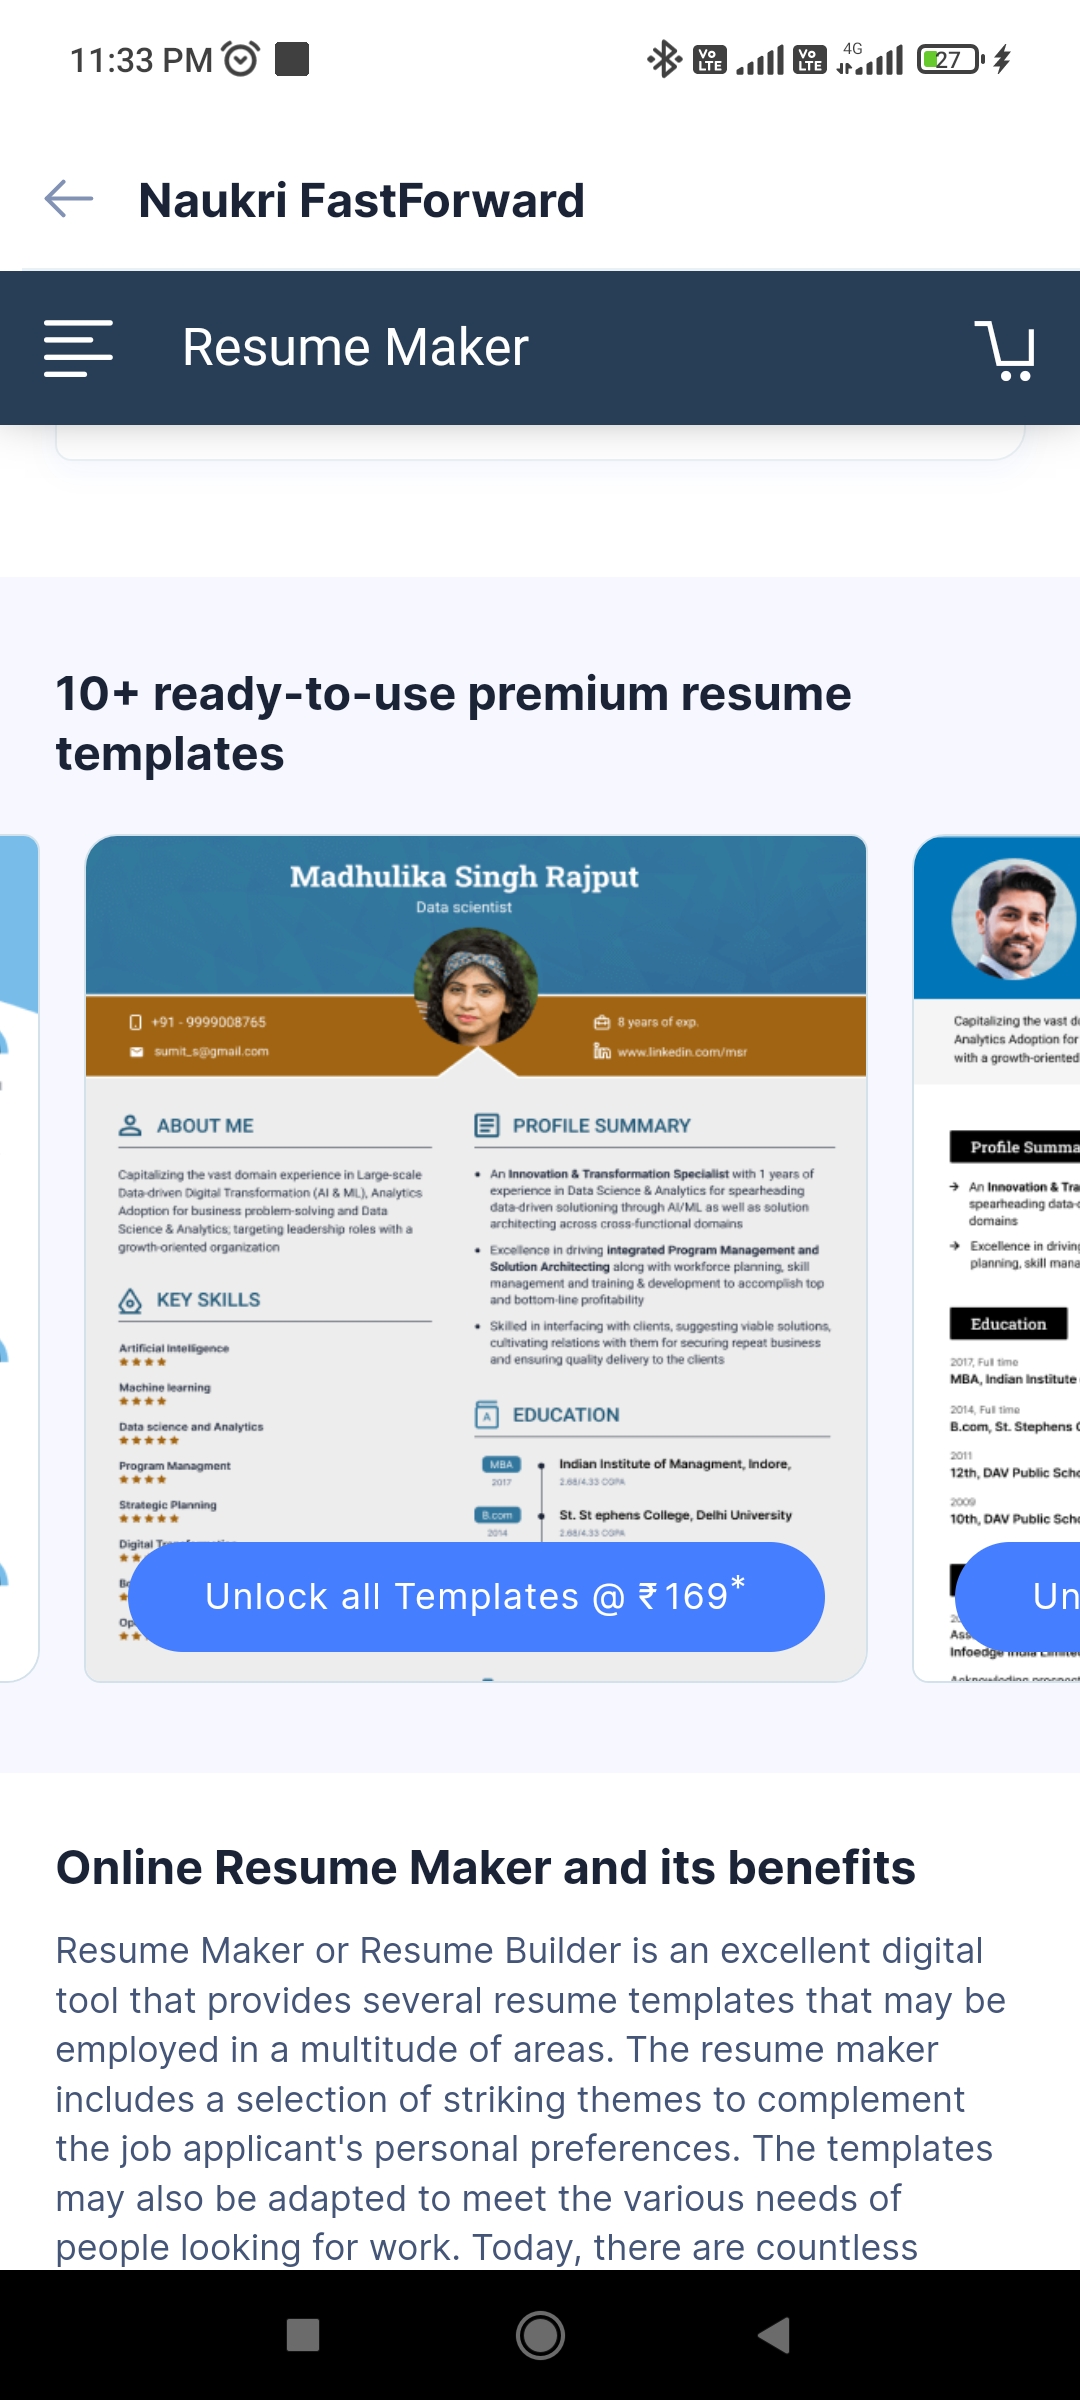 11:33 PM
Vo LTE
Vo LTE
4G
27
Naukri FastForward
Resume Maker
10+ ready-to-use premium resume
templates
Madhulika Singh Rajput
Data scientist
+91 - 9999008765
sumit_s@gmail.com
8 years of exp.
www.linkedin.com/msr
ABOUT ME
Capitalizing the vast domain experience in Large-scale
Data-driven Digital Transformation (AI & ML), Analytics
Adoption for business problem-solving and Data
Science & Analytics; targeting leadership roles with a
growth-oriented organization
KEY SKILLS
Artificial Intelligence
Machine learning
Data science and Analytics
Program Managment
Strategic Planning
Digital
PROFILE SUMMARY
An Innovation & Transformation Specialist with 1 years of
experience in Data Science & Analytics for spearheading
data-driven solutioning through AI/ML as well as solution
architecting across cross-functional domains
Excellence in driving integrated Program Management and
Solution Architecting along with workforce planning, skill
management and training & development to accomplish top
and bottom-line profitability
Skilled in interfacing with clients, suggesting viable solutions,
cultivating relations with them for securing repeat business
and ensuring quality delivery to the clients
EDUCATION
MBA
2017
Indian Institute of Managment, Indore,
2.68/4.33 CGPA
B.com
2014
St. St ephens College, Delhi University
2.68/4.33 CGPA
Unlock all Templates @ ₹169*
Capitalizing the vast d
Analytics Adoption for
with a growth-oriented
Profile Summa
An Innovation & Tra
spearheading data-
domains
Excellence in driving
planning, skill mana
Education
2017, Full time
MBA, Indian Institute
2014, Full time
B.com, St. Stephens
2011
12th, DAV Public Scho
2009
10th, DAV Public Scho
Un
Online Resume Maker and its benefits
Resume Maker or Resume Builder is an excellent digital
tool that provides several resume templates that may be
employed in a multitude of areas. The resume maker
includes a selection of striking themes to complement
the job applicant's personal preferences. The templates
may also be adapted to meet the various needs of
people looking for work. Today, there are countless